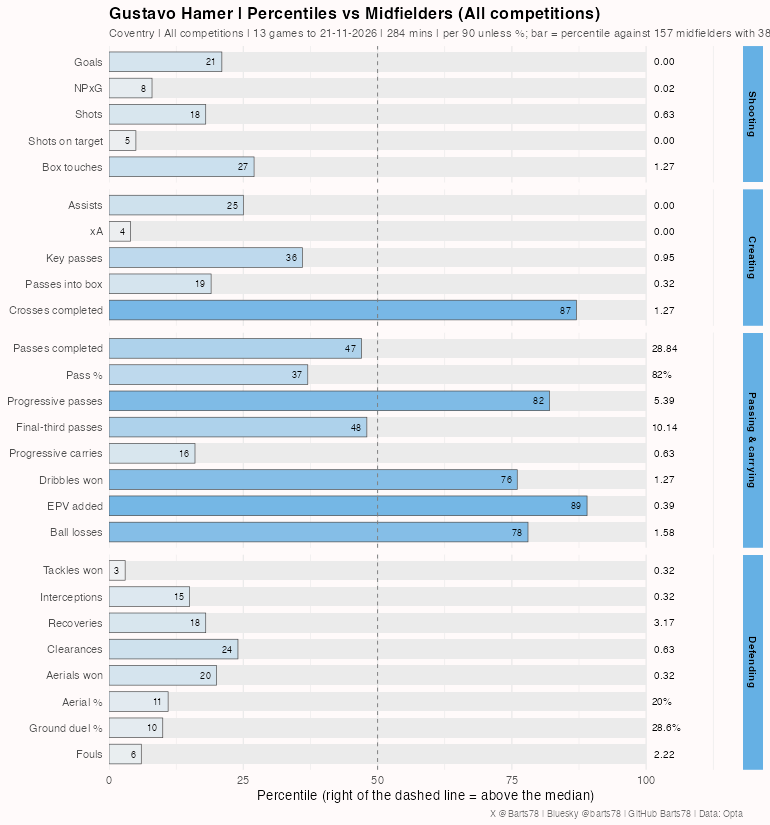 Gustavo Hamer | Percentiles vs Midfielders (All competitions)
Coventry | All competitions | 13 games to 21-11-2026 | 284 mins | per 90 unless %; bar = percentile against 157 midfielders with 38
Goals 21 0.00
NPxG 8 0.02
Shots 18 0.63
Shots on target 5 0.00
Box touches 27 1.27
Shooting
Assists 25 0.00
xA 4 0.00
Key passes 36 0.95
Passes into box 19 0.32
Crosses completed 87 1.27
Creating
Passes completed 47 28.84
Pass % 37 82%
Progressive passes 82 5.39
Final-third passes 48 10.14
Progressive carries 16 0.63
Dribbles won 76 1.27
EPV added 89 0.39
Ball losses 78 1.58
Passing & carrying
Tackles won 3 0.32
Interceptions 15 0.32
Recoveries 18 3.17
Clearances 24 0.63
Aerials won 20 0.32
Aerial % 11 20%
Ground duel % 10 28.6%
Fouls 6 2.22
Defending
0 25 50 75 100
Percentile (right of the dashed line = above the median)
X @Barts78 | Bluesky @barts78 | GitHub Barts78 | Data: Opta